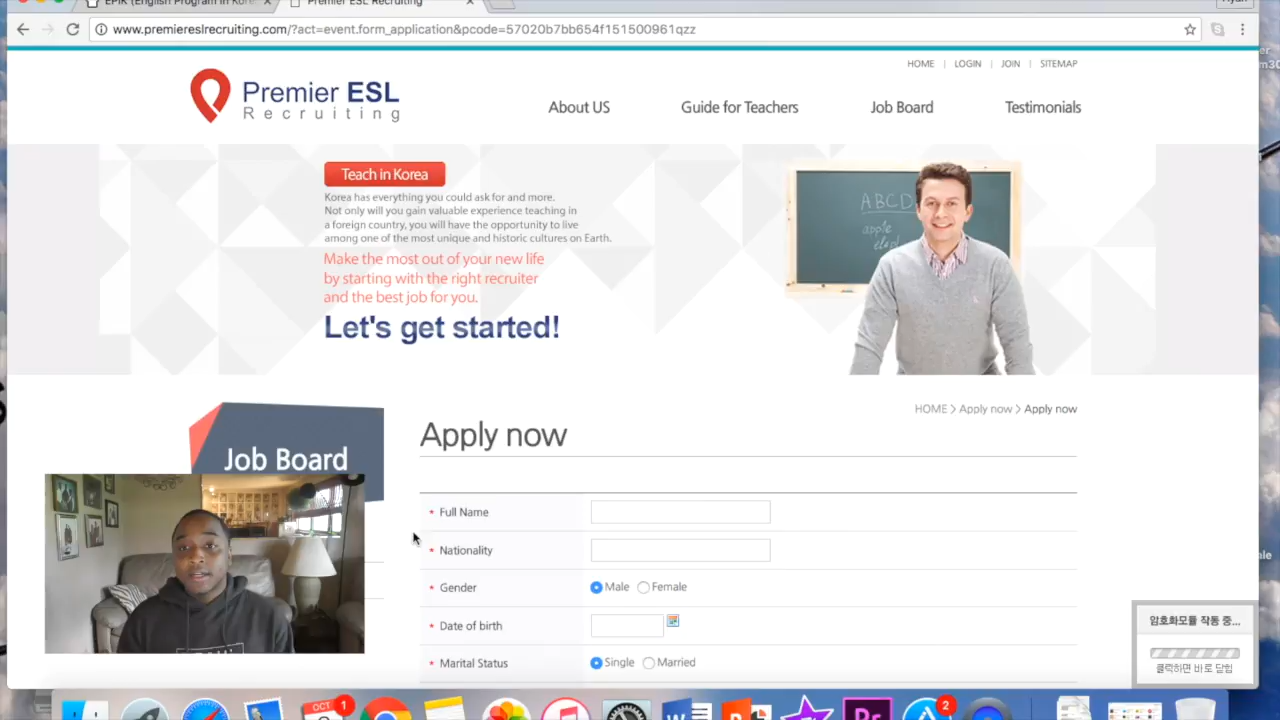 EPIK (English Program in Korea
Premier ESL Recruiting
Ryan
www.premiereslrecruiting.com/?act=event.form_application&pcode=57020b7bb654f151500961qzz
HOME | LOGIN | JOIN | SITEMAP
Premier ESL
Recruiting
About US
Guide for Teachers
Job Board
Testimonials
Teach in Korea
Korea has everything you could ask for and more.
Not only will you gain valuable experience teaching in
a foreign country, you will have the opportunity to live
among one of the most unique and historic cultures on Earth.
Make the most out of your new life
by starting with the right recruiter
and the best job for you.
Let's get started!
ABCD
apple
HOME > Apply now > Apply now
Job Board
Apply now
* Full Name
* Nationality
* Gender Male Female
* Date of birth
* Marital Status Single Married
암호화모듈 작동 중...
클릭하면 바로 닫힘
OCT 1
2